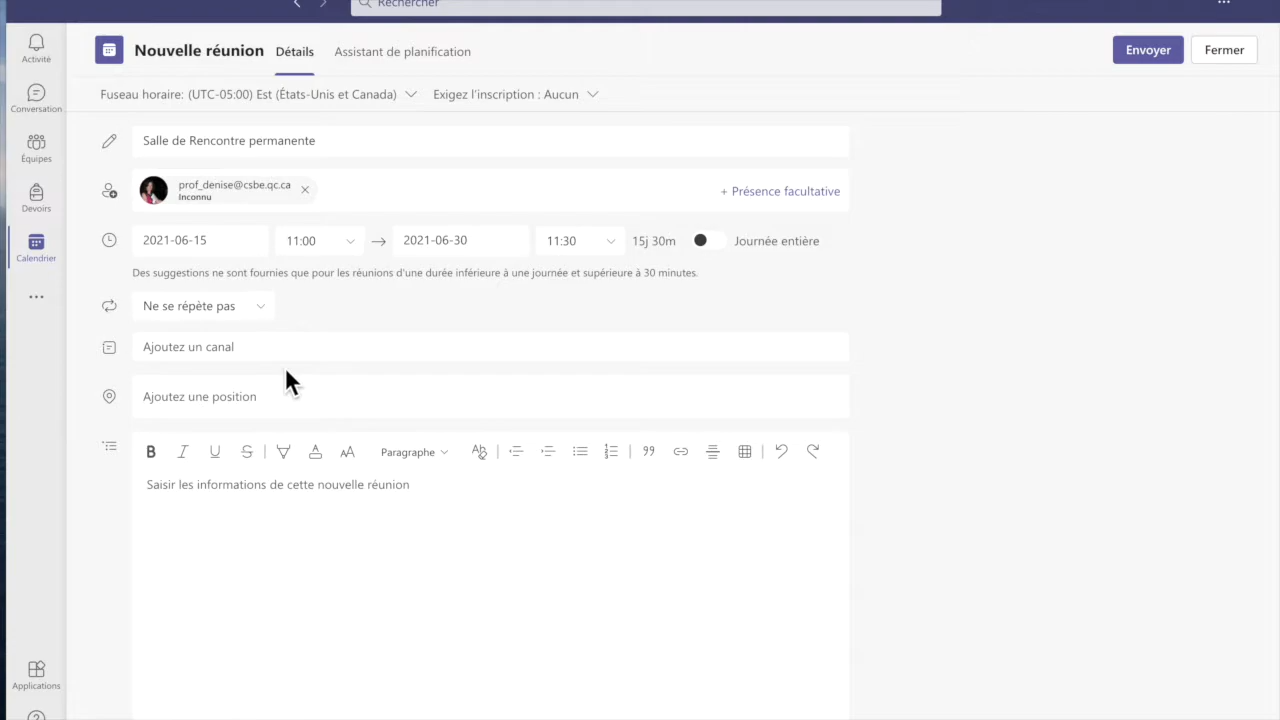 Rechercher
Activité
Conversation
Équipes
Devoirs
Calendrier
Applications
Nouvelle réunion Détails Assistant de planification Envoyer Fermer
Fuseau horaire: (UTC-05:00) Est (États-Unis et Canada) Exigez l'inscription : Aucun
Salle de Rencontre permanente
prof_denise@csbe.qc.ca
Inconnu
+ Présence facultative
2021-06-15 11:00 → 2021-06-30 11:30 15j 30m Journée entière
Des suggestions ne sont fournies que pour les réunions d'une durée inférieure à une journée et supérieure à 30 minutes.
Ne se répète pas
Ajoutez un canal
Ajoutez une position
Paragraphe
Saisir les informations de cette nouvelle réunion